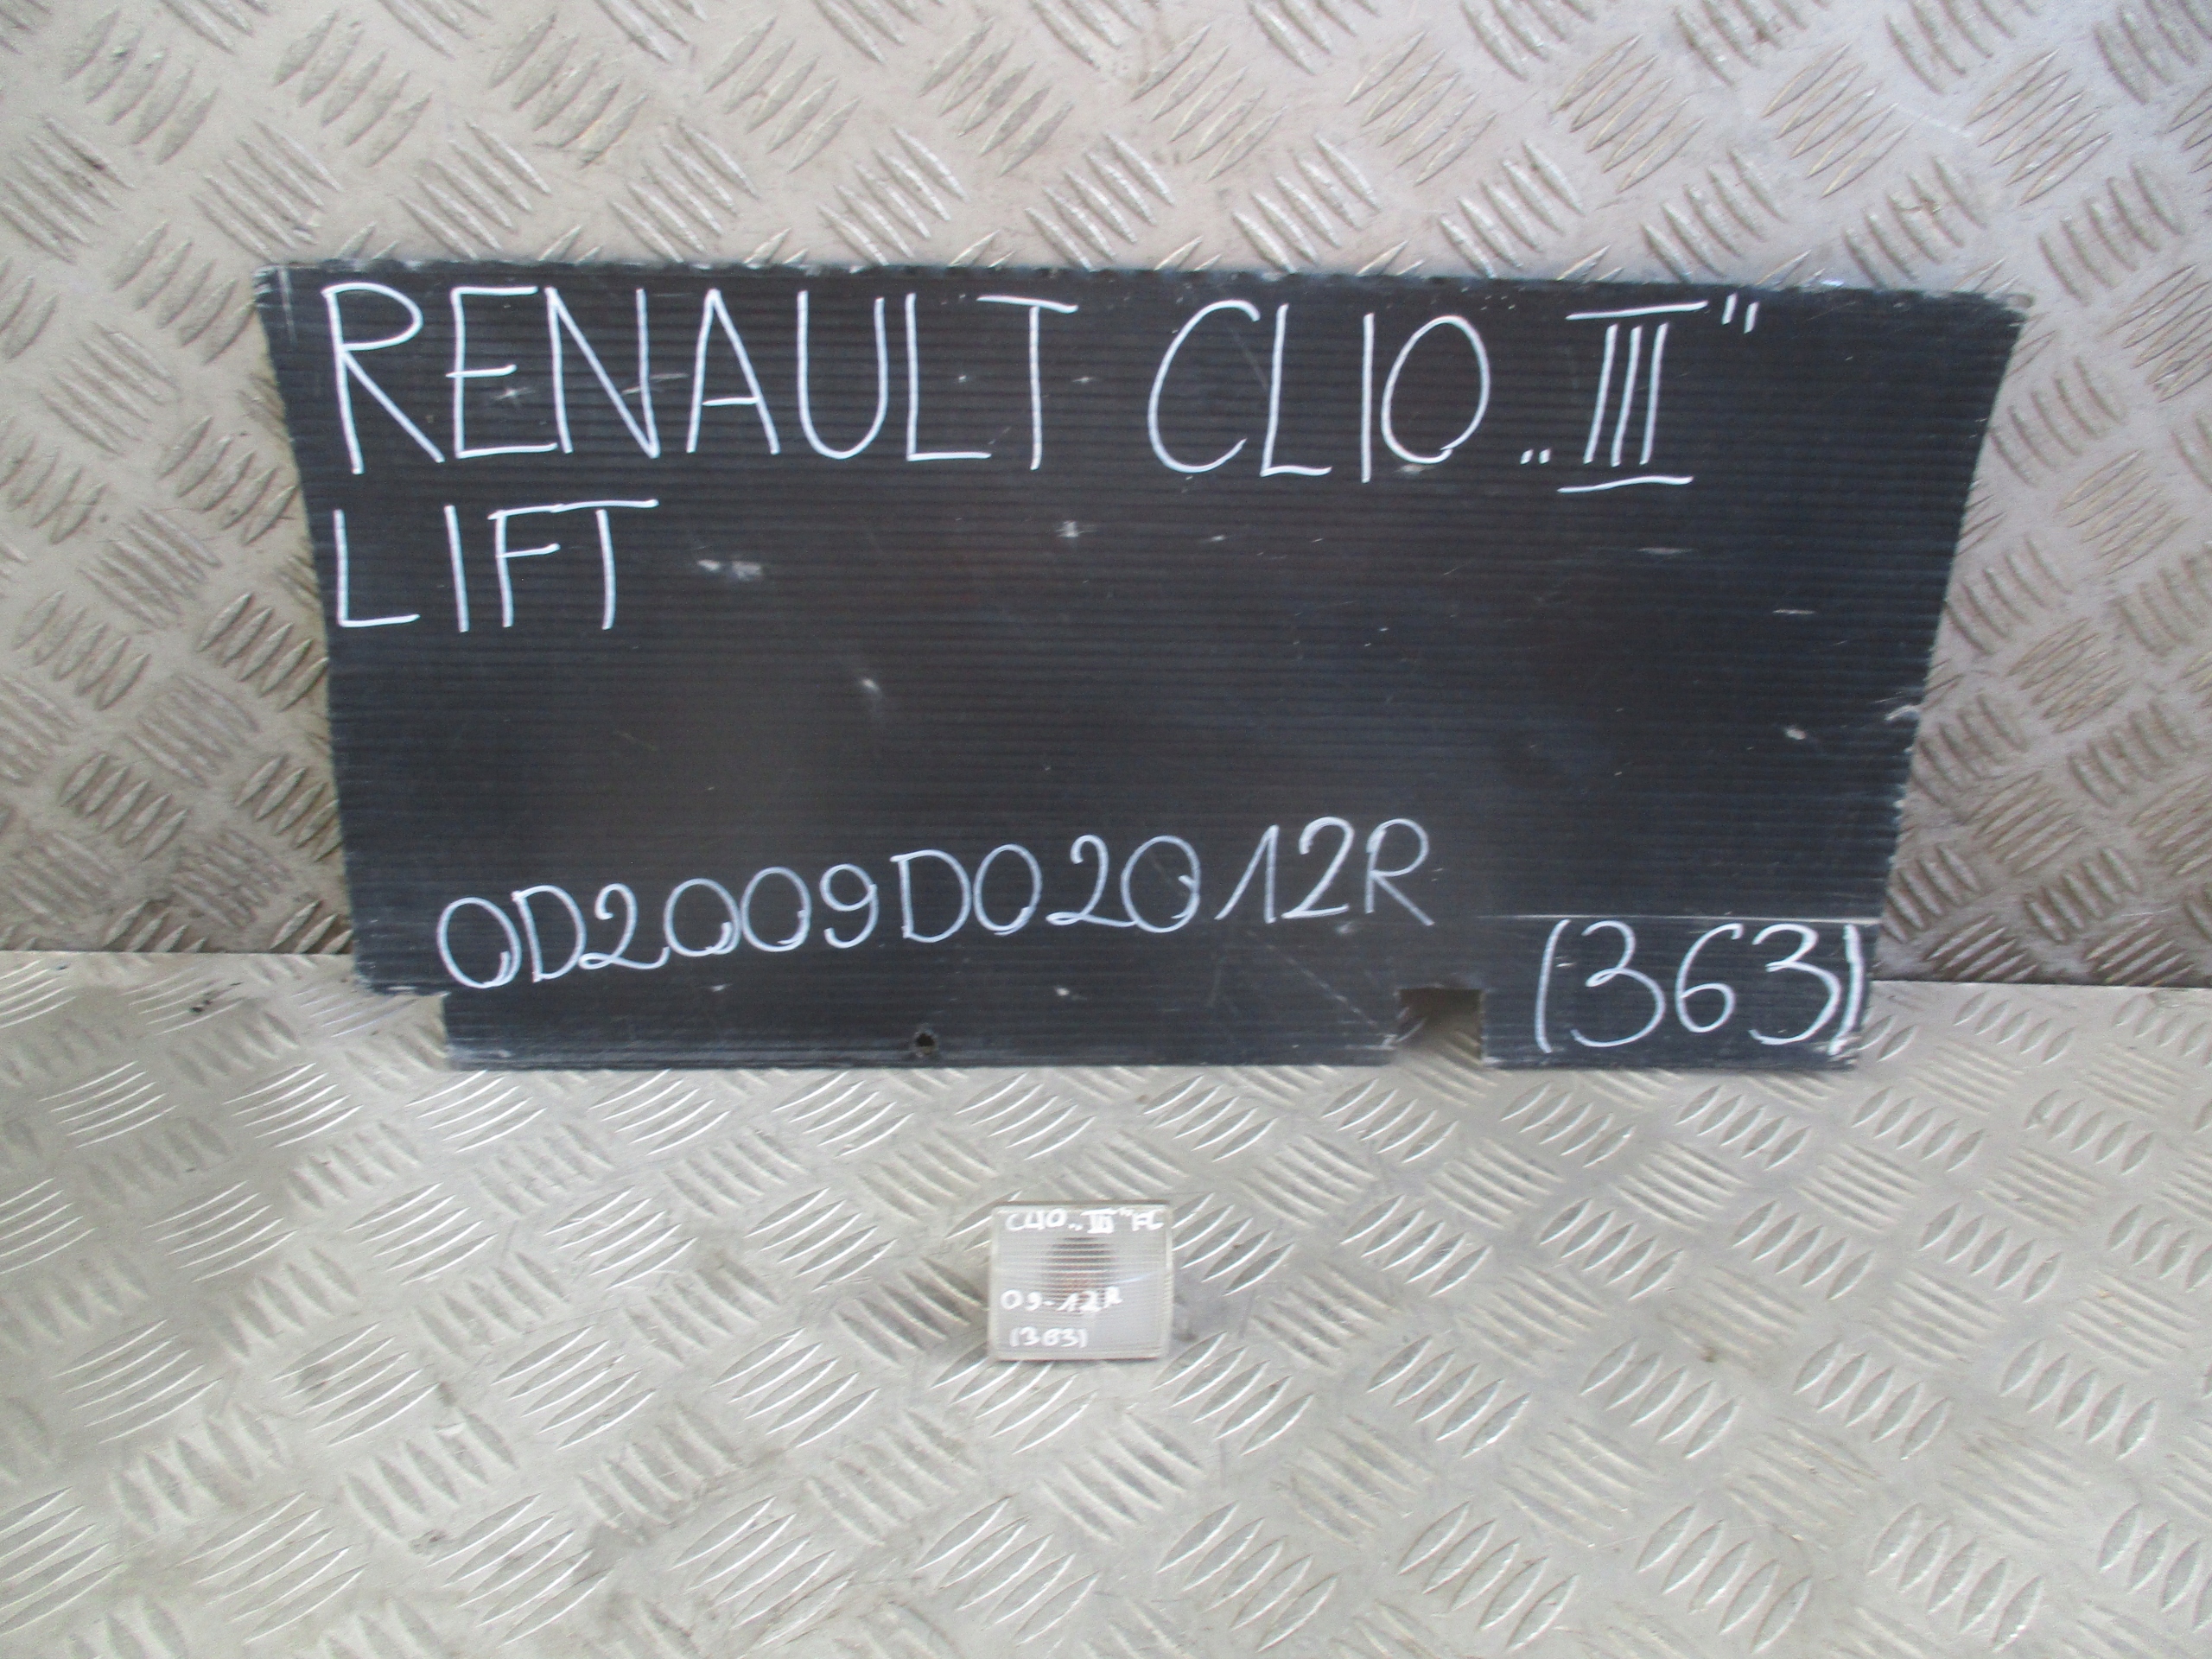 RENAULT CLIO „III"
LIFT
OD2009DO2012R
(363)
CLIO „III" FL
09-12R
(363)